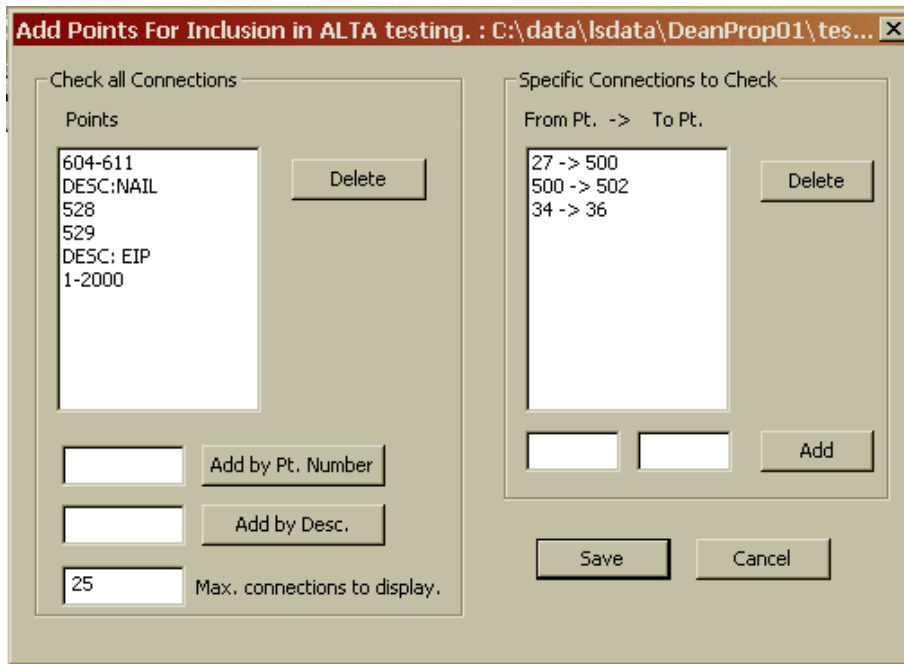 Add Points For Inclusion in ALTA testing. : C:\data\lsdata\DeanProp01\tes...
Check all Connections
Points
604-611
DESC:NAIL
528
529
DESC: EIP
1-2000
Delete
Add by Pt. Number
Add by Desc.
25 Max. connections to display.
Specific Connections to Check
From Pt. -> To Pt.
27 -> 500
500 -> 502
34 -> 36
Delete
Add
Save Cancel